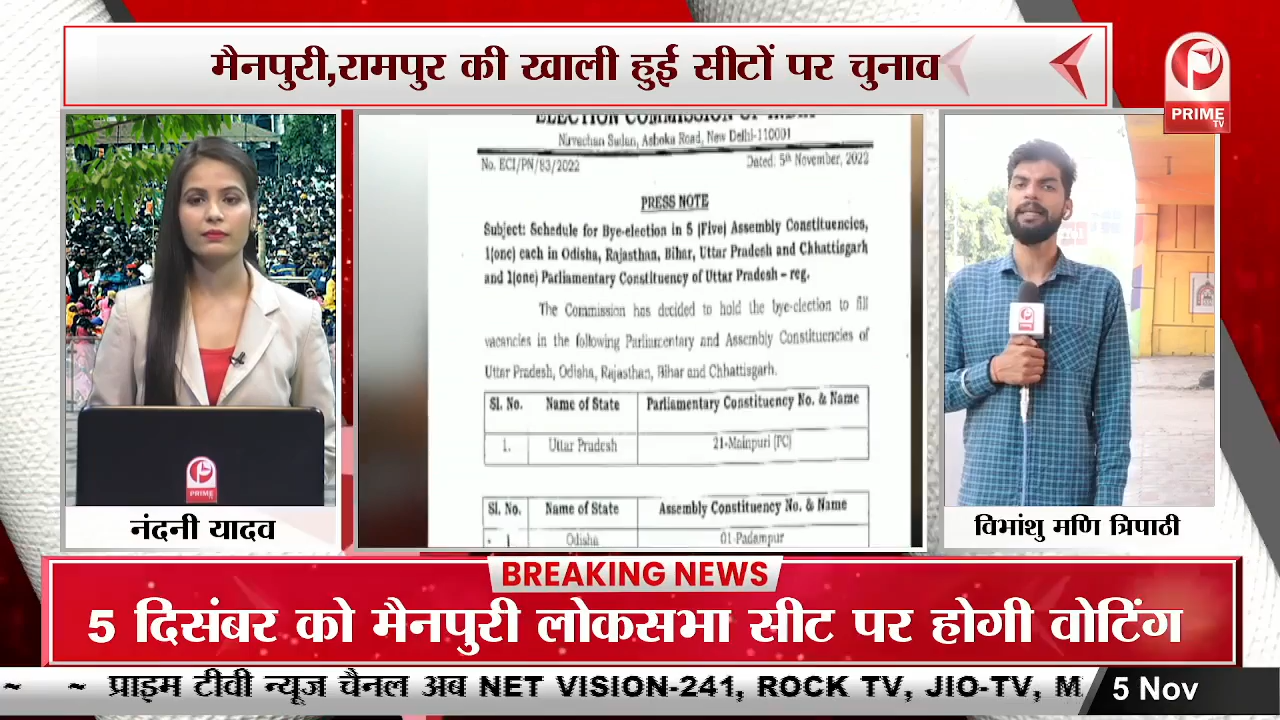 मैनपुरी,रामपुर की खाली हुई सीटों पर चुनाव
PRIME
TV
ELECTION COMMISSION OF INDIA
Nirvachan Sadan, Ashoka Road, New Delhi-110001
No. ECI/PN/83/2022
Dated: 5th November, 2022
PRESS NOTE
Subject: Schedule for Bye-election in 5 (Five) Assembly Constituencies,
1(one) each in Odisha, Rajasthan, Bihar, Uttar Pradesh and Chhattisgarh
and 1(one) Parliamentary Constituency of Uttar Pradesh – reg.
The Commission has decided to hold the bye-election to fill
vacancies in the following Parliamentary and Assembly Constituencies of
Uttar Pradesh, Odisha, Rajasthan, Bihar and Chhattisgarh.
Sl. No. Name of State Parliamentary Constituency No. & Name
1. Uttar Pradesh 21-Mainpuri (PC)
Sl. No. Name of State Assembly Constituency No. & Name
1 Odisha 01-Padampur
PRIME
नंदनी यादव
विभांशु मणि त्रिपाठी
BREAKING NEWS
5 दिसंबर को मैनपुरी लोकसभा सीट पर होगी वोटिंग
~ ~ प्राइम टीवी न्यूज चैनल अब NET VISION-241, ROCK TV, JIO-TV, M
5 Nov